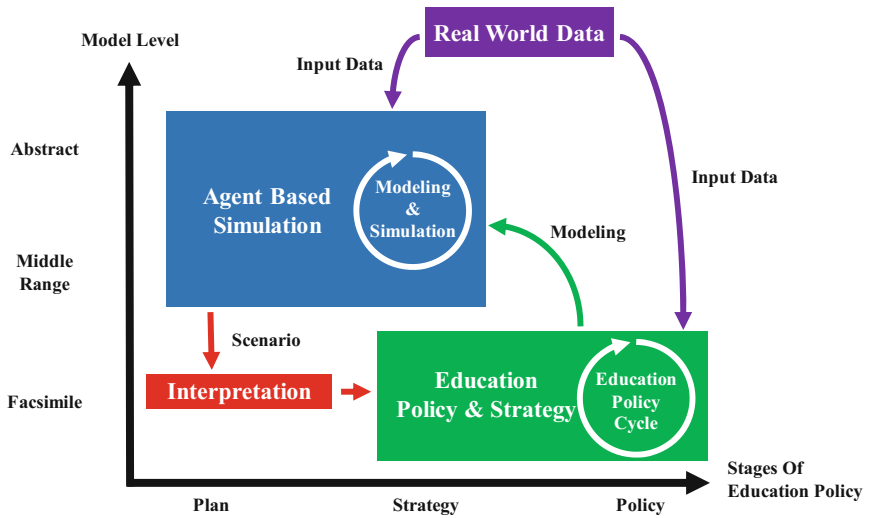 Model Level
Real World Data
Input Data
Abstract
Input Data
Agent Based
Simulation
Modeling
&
Simulation
Modeling
Middle
Range
Scenario
Interpretation
Education
Policy & Strategy
Education
Policy
Cycle
Facsimile
Stages Of
Education Policy
Plan
Strategy
Policy